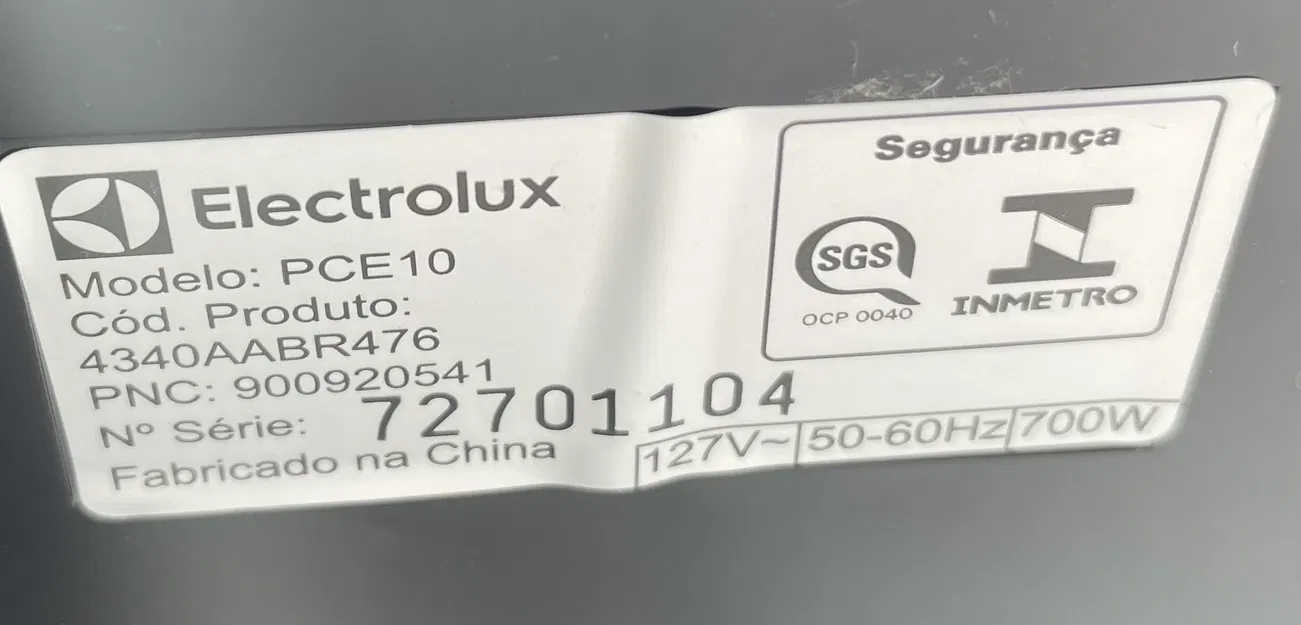 Electrolux
Modelo: PCE10
Cód. Produto:
4340AABR476
PNC: 900920541
Nº Série: 72701104
Fabricado na China
127V~ 50-60Hz 700W
Segurança
SGS
OCP 0040
INMETRO